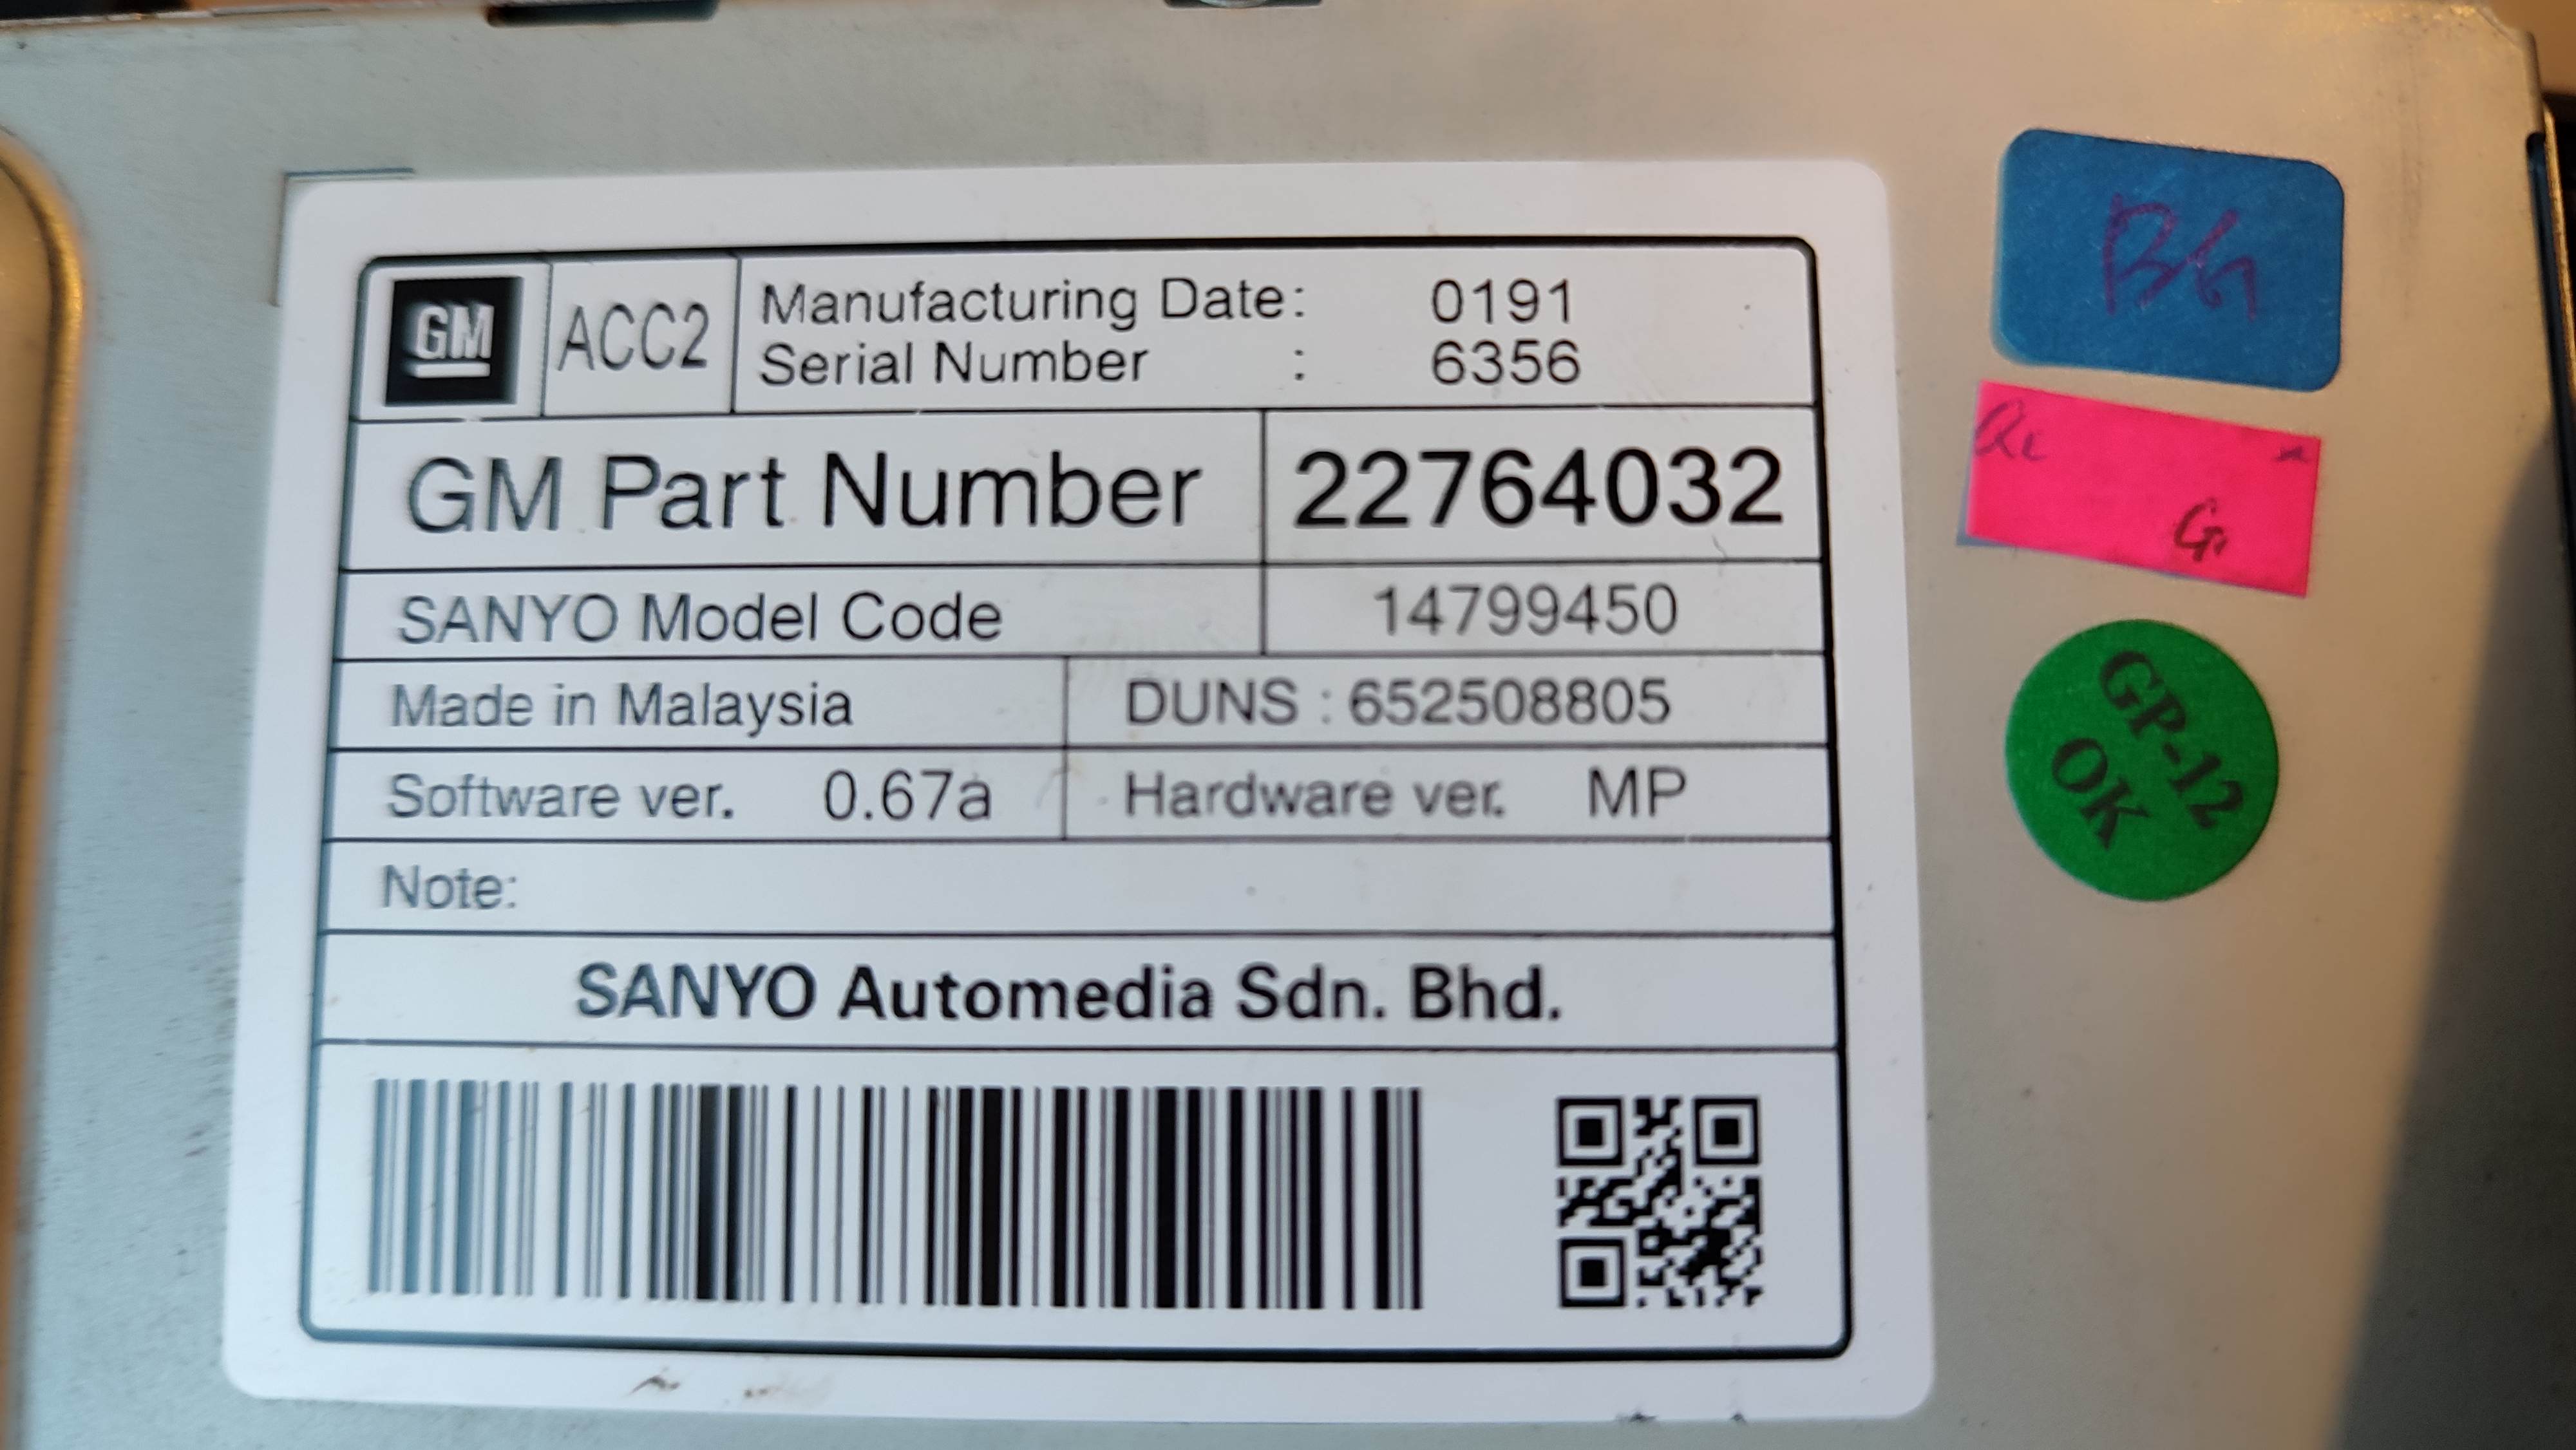 GM
ACC2
Manufacturing Date: 0191
Serial Number : 6356
GM Part Number 22764032
SANYO Model Code 14799450
Made in Malaysia
DUNS : 652508805
Software ver. 0.67a
Hardware ver. MP
Note:
SANYO Automedia Sdn. Bhd.
BG
G
GP-12
OK